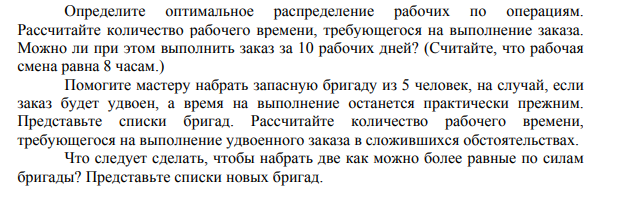 Определите оптимальное распределение рабочих по операциям.
Рассчитайте количество рабочего времени, требующегося на выполнение заказа.
Можно ли при этом выполнить заказ за 10 рабочих дней? (Считайте, что рабочая
смена равна 8 часам.)
Помогите мастеру набрать запасную бригаду из 5 человек, на случай, если
заказ будет удвоен, а время на выполнение останется практически прежним.
Представьте списки бригад. Рассчитайте количество рабочего времени,
требующегося на выполнение удвоенного заказа в сложившихся обстоятельствах.
Что следует сделать, чтобы набрать две как можно более равные по силам
бригады? Представьте списки новых бригад.